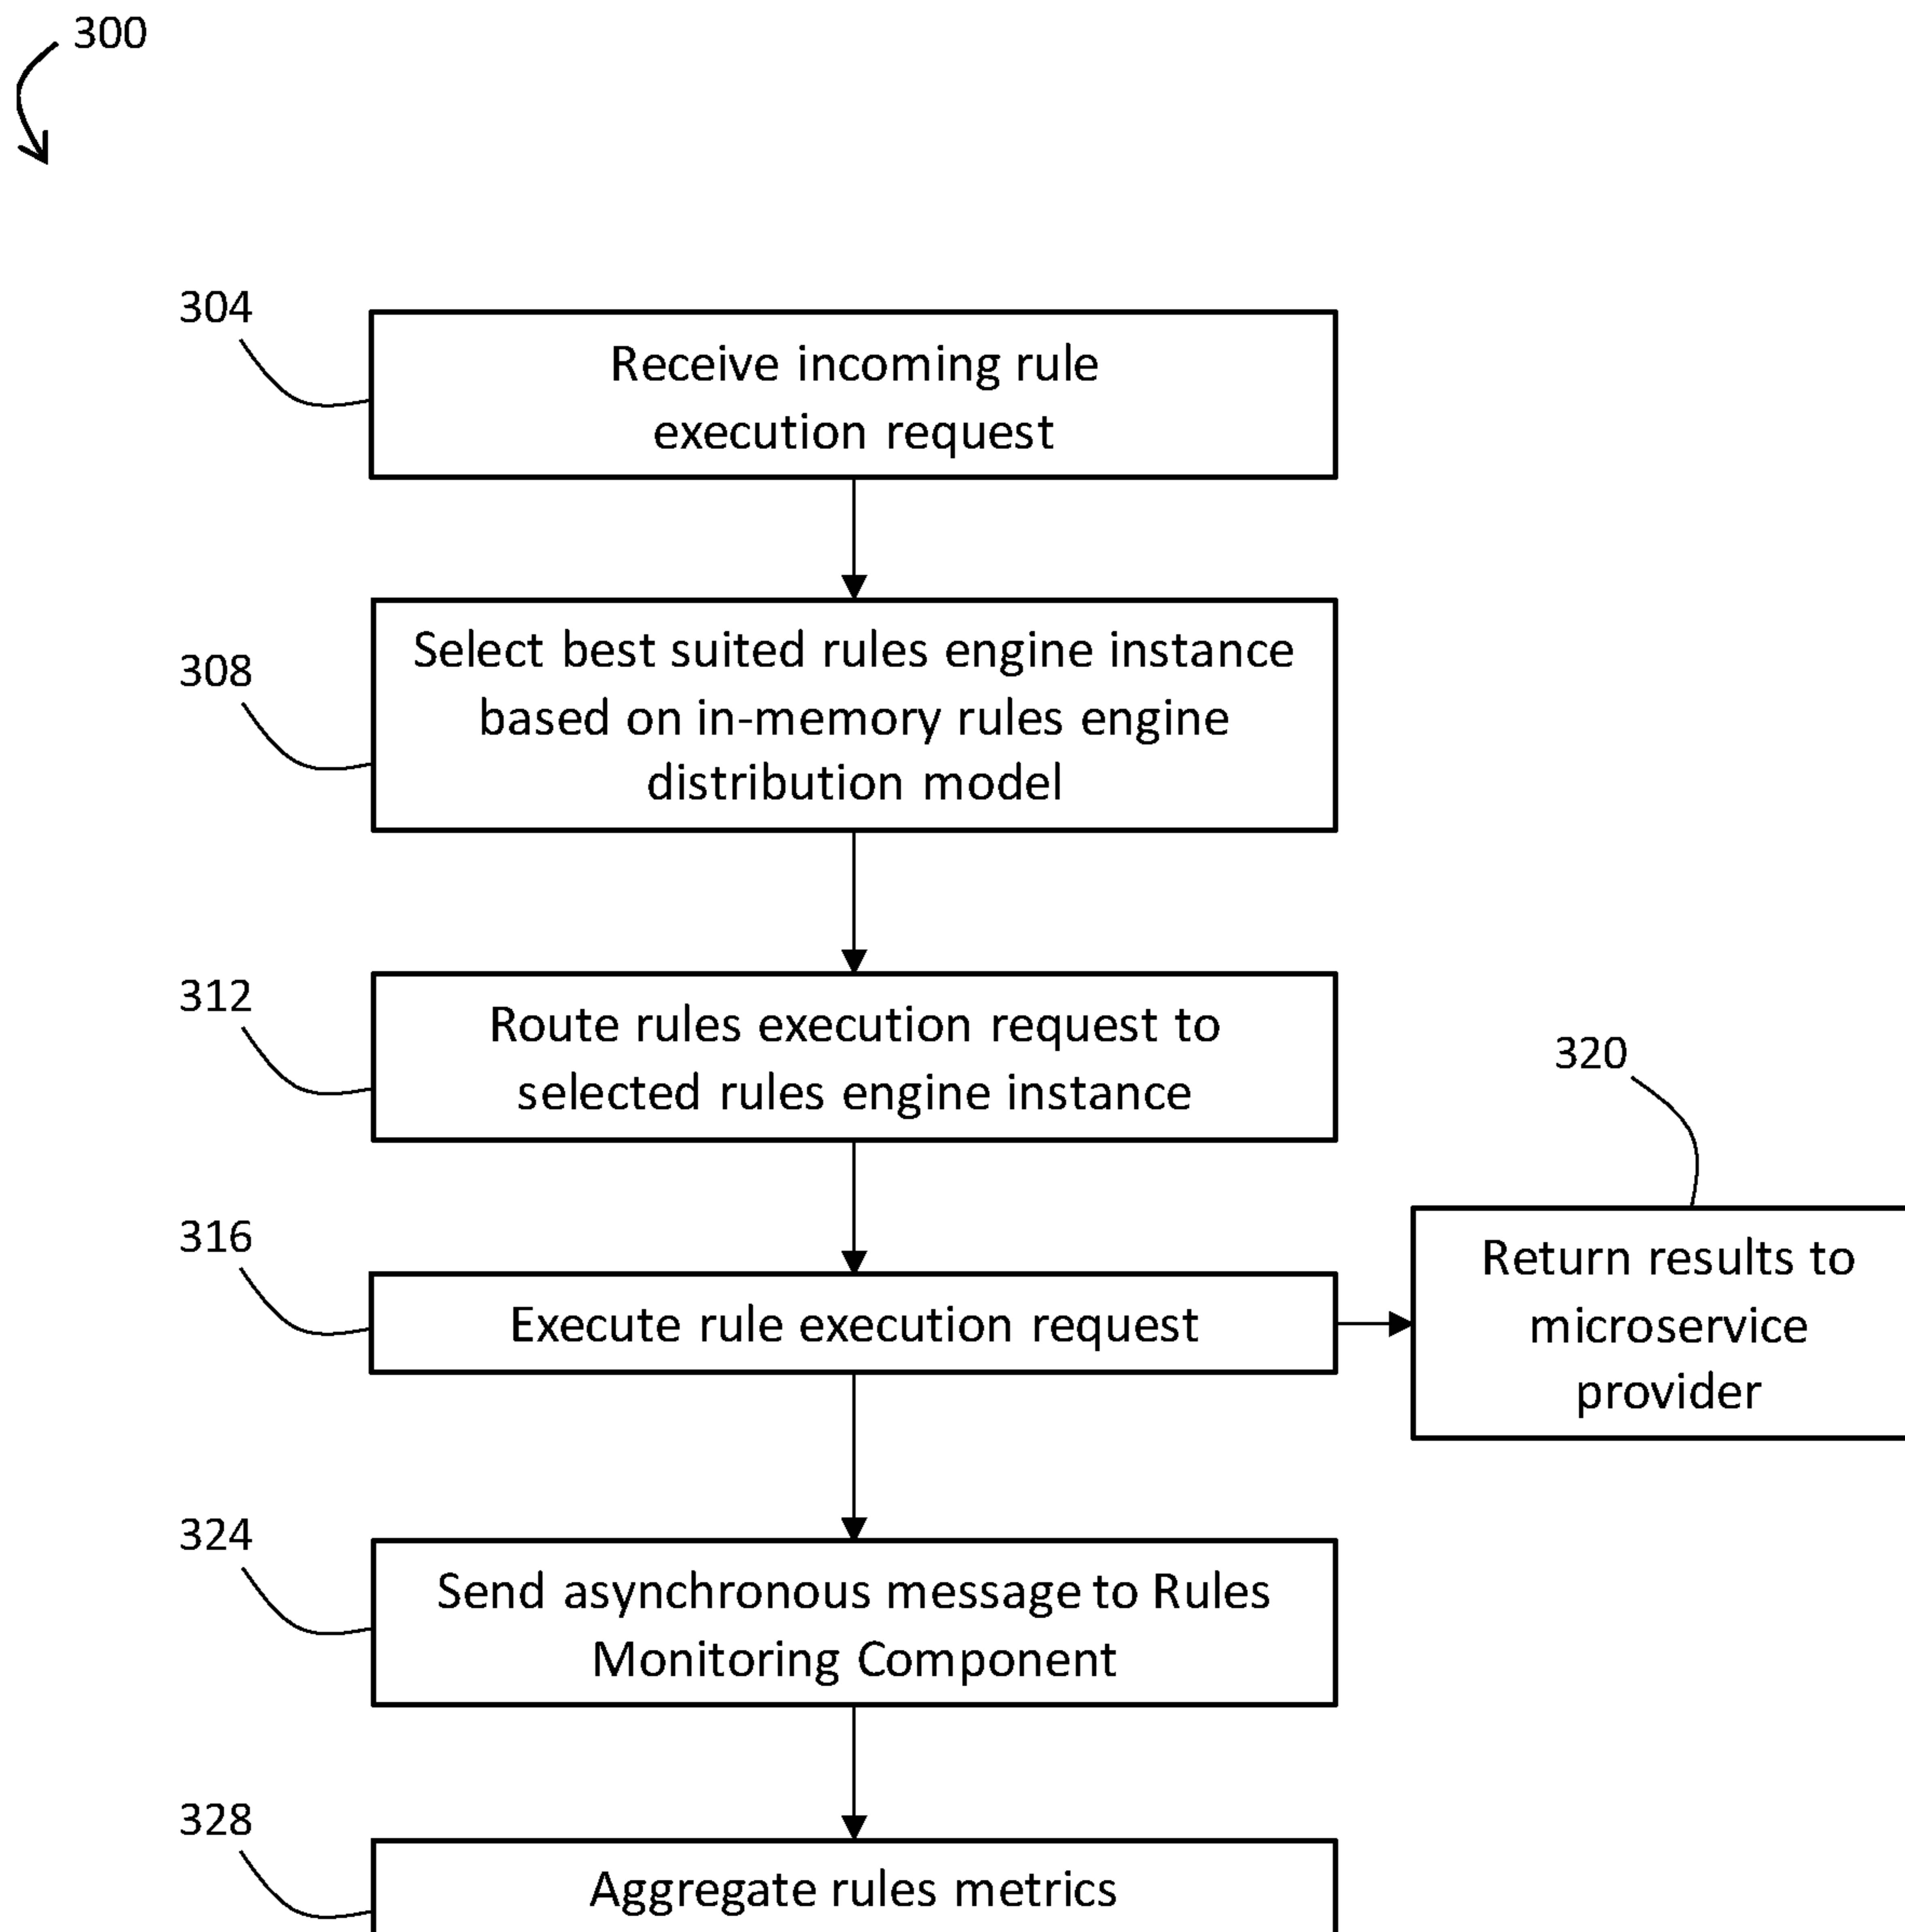 300
304
Receive incoming rule
execution request
308
Select best suited rules engine instance
based on in-memory rules engine
distribution model
312
Route rules execution request to
selected rules engine instance
320
316
Execute rule execution request
Return results to
microservice
provider
324
Send asynchronous message to Rules
Monitoring Component
328
Aggregate rules metrics